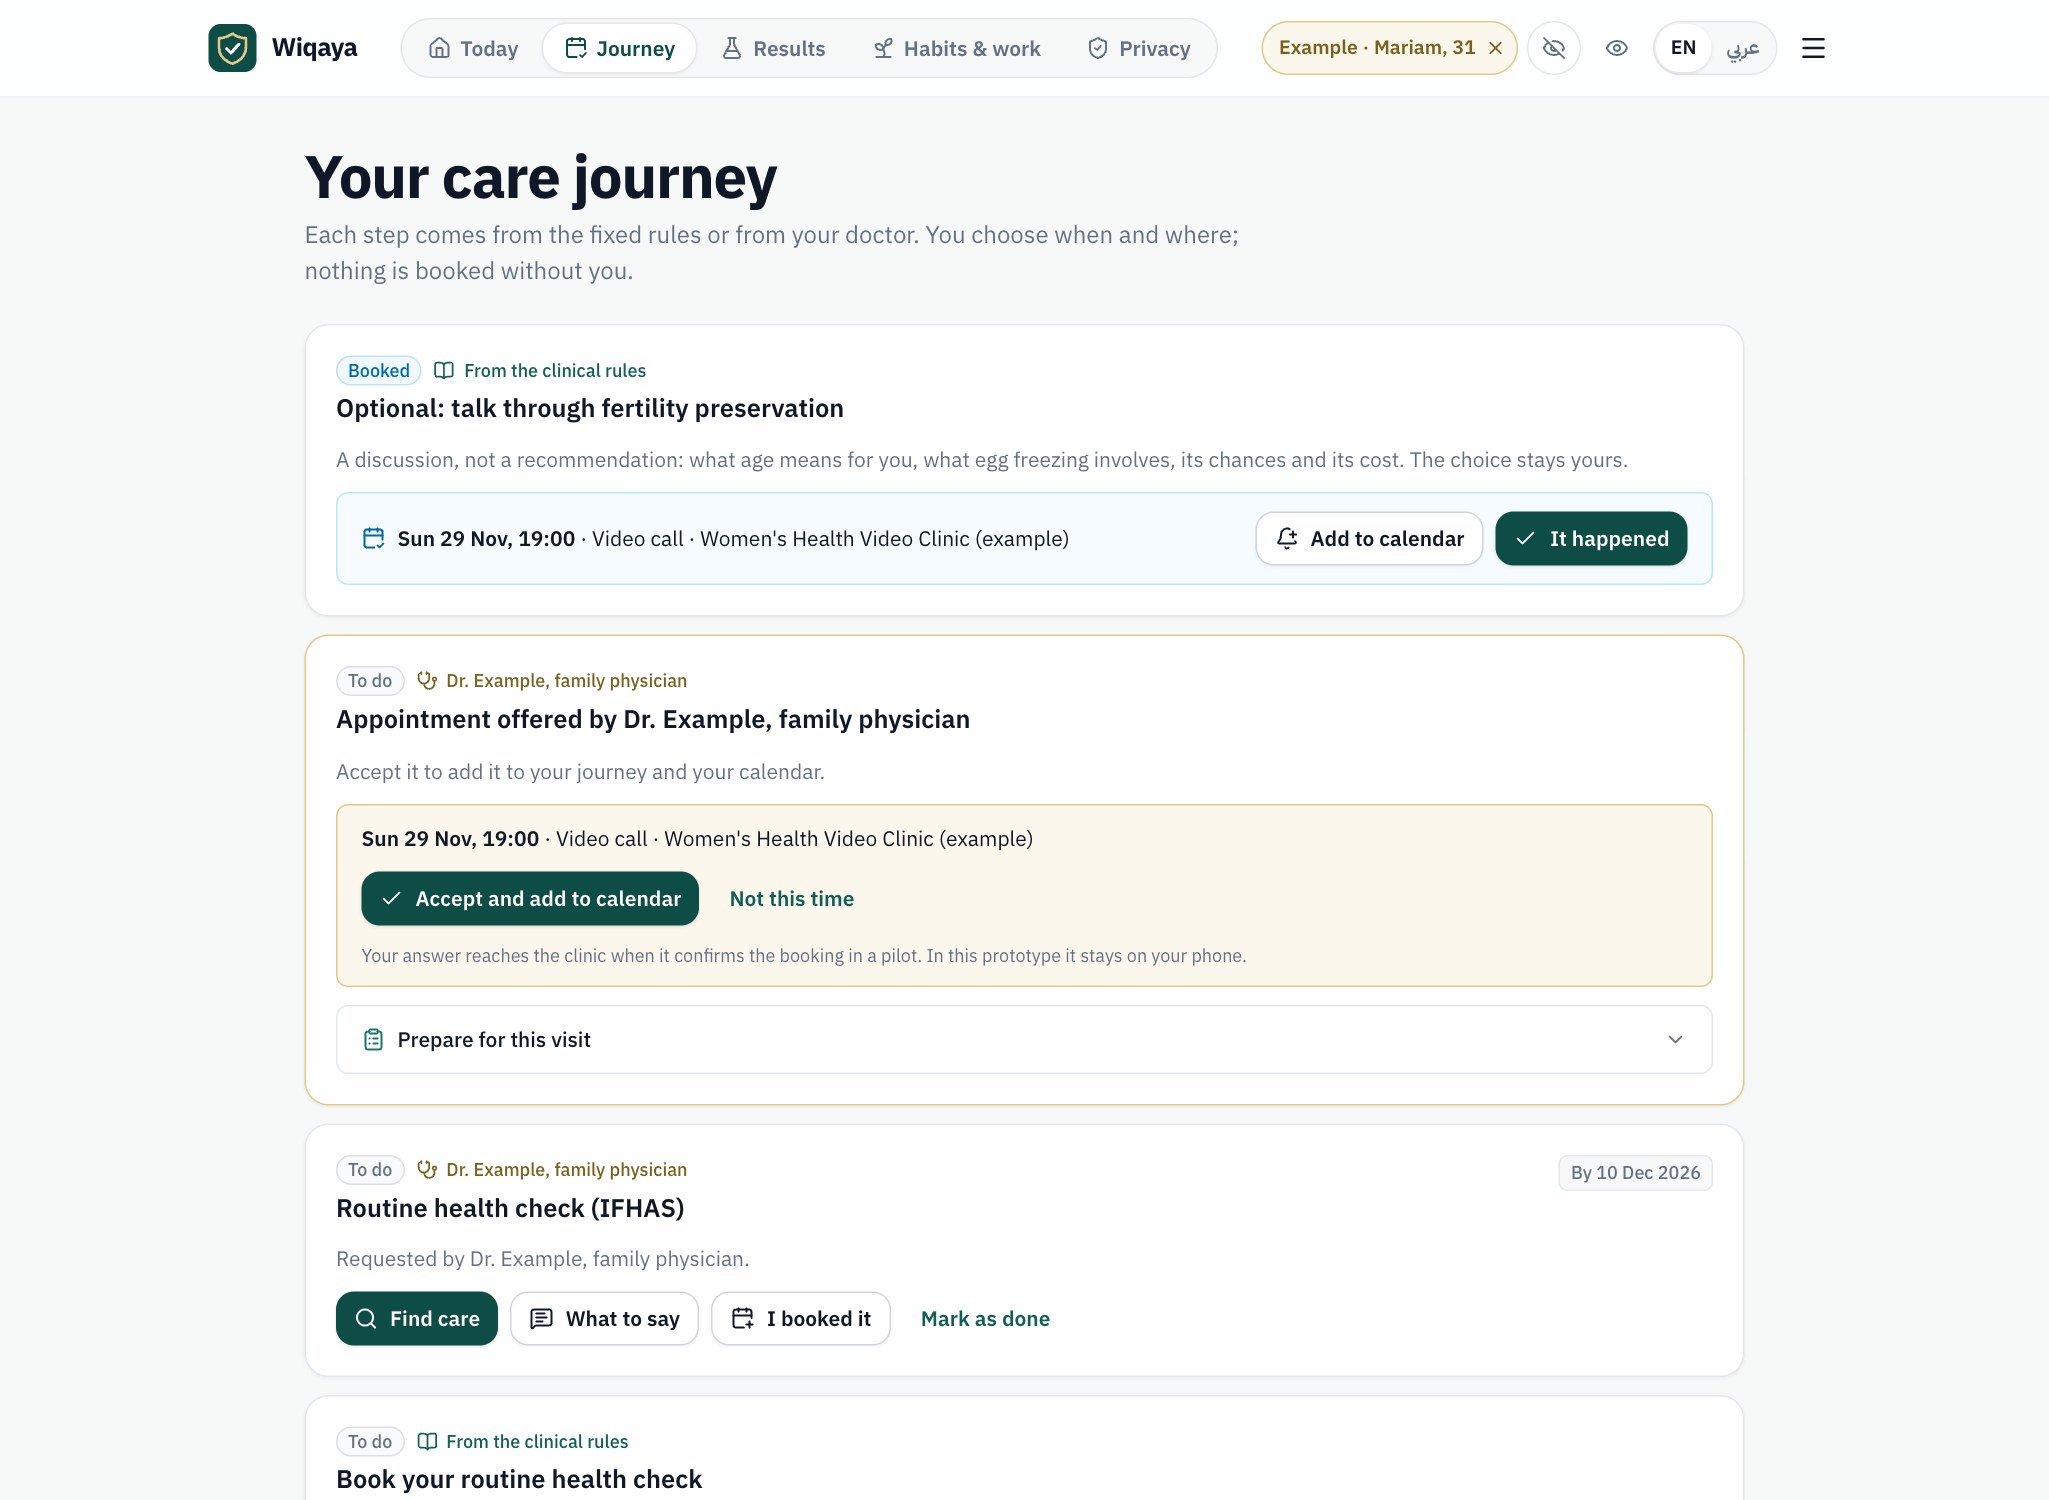 Wiqaya
Today
Journey
Results
Habits & work
Privacy
Example · Mariam, 31
EN
عربي
Your care journey
Each step comes from the fixed rules or from your doctor. You choose when and where;
nothing is booked without you.
Booked
From the clinical rules
Optional: talk through fertility preservation
A discussion, not a recommendation: what age means for you, what egg freezing involves, its chances and its cost. The choice stays yours.
Sun 29 Nov, 19:00 · Video call · Women's Health Video Clinic (example)
Add to calendar
It happened
To do
Dr. Example, family physician
Appointment offered by Dr. Example, family physician
Accept it to add it to your journey and your calendar.
Sun 29 Nov, 19:00 · Video call · Women's Health Video Clinic (example)
Accept and add to calendar
Not this time
Your answer reaches the clinic when it confirms the booking in a pilot. In this prototype it stays on your phone.
Prepare for this visit
To do
Dr. Example, family physician
By 10 Dec 2026
Routine health check (IFHAS)
Requested by Dr. Example, family physician.
Find care
What to say
I booked it
Mark as done
To do
From the clinical rules
Book your routine health check